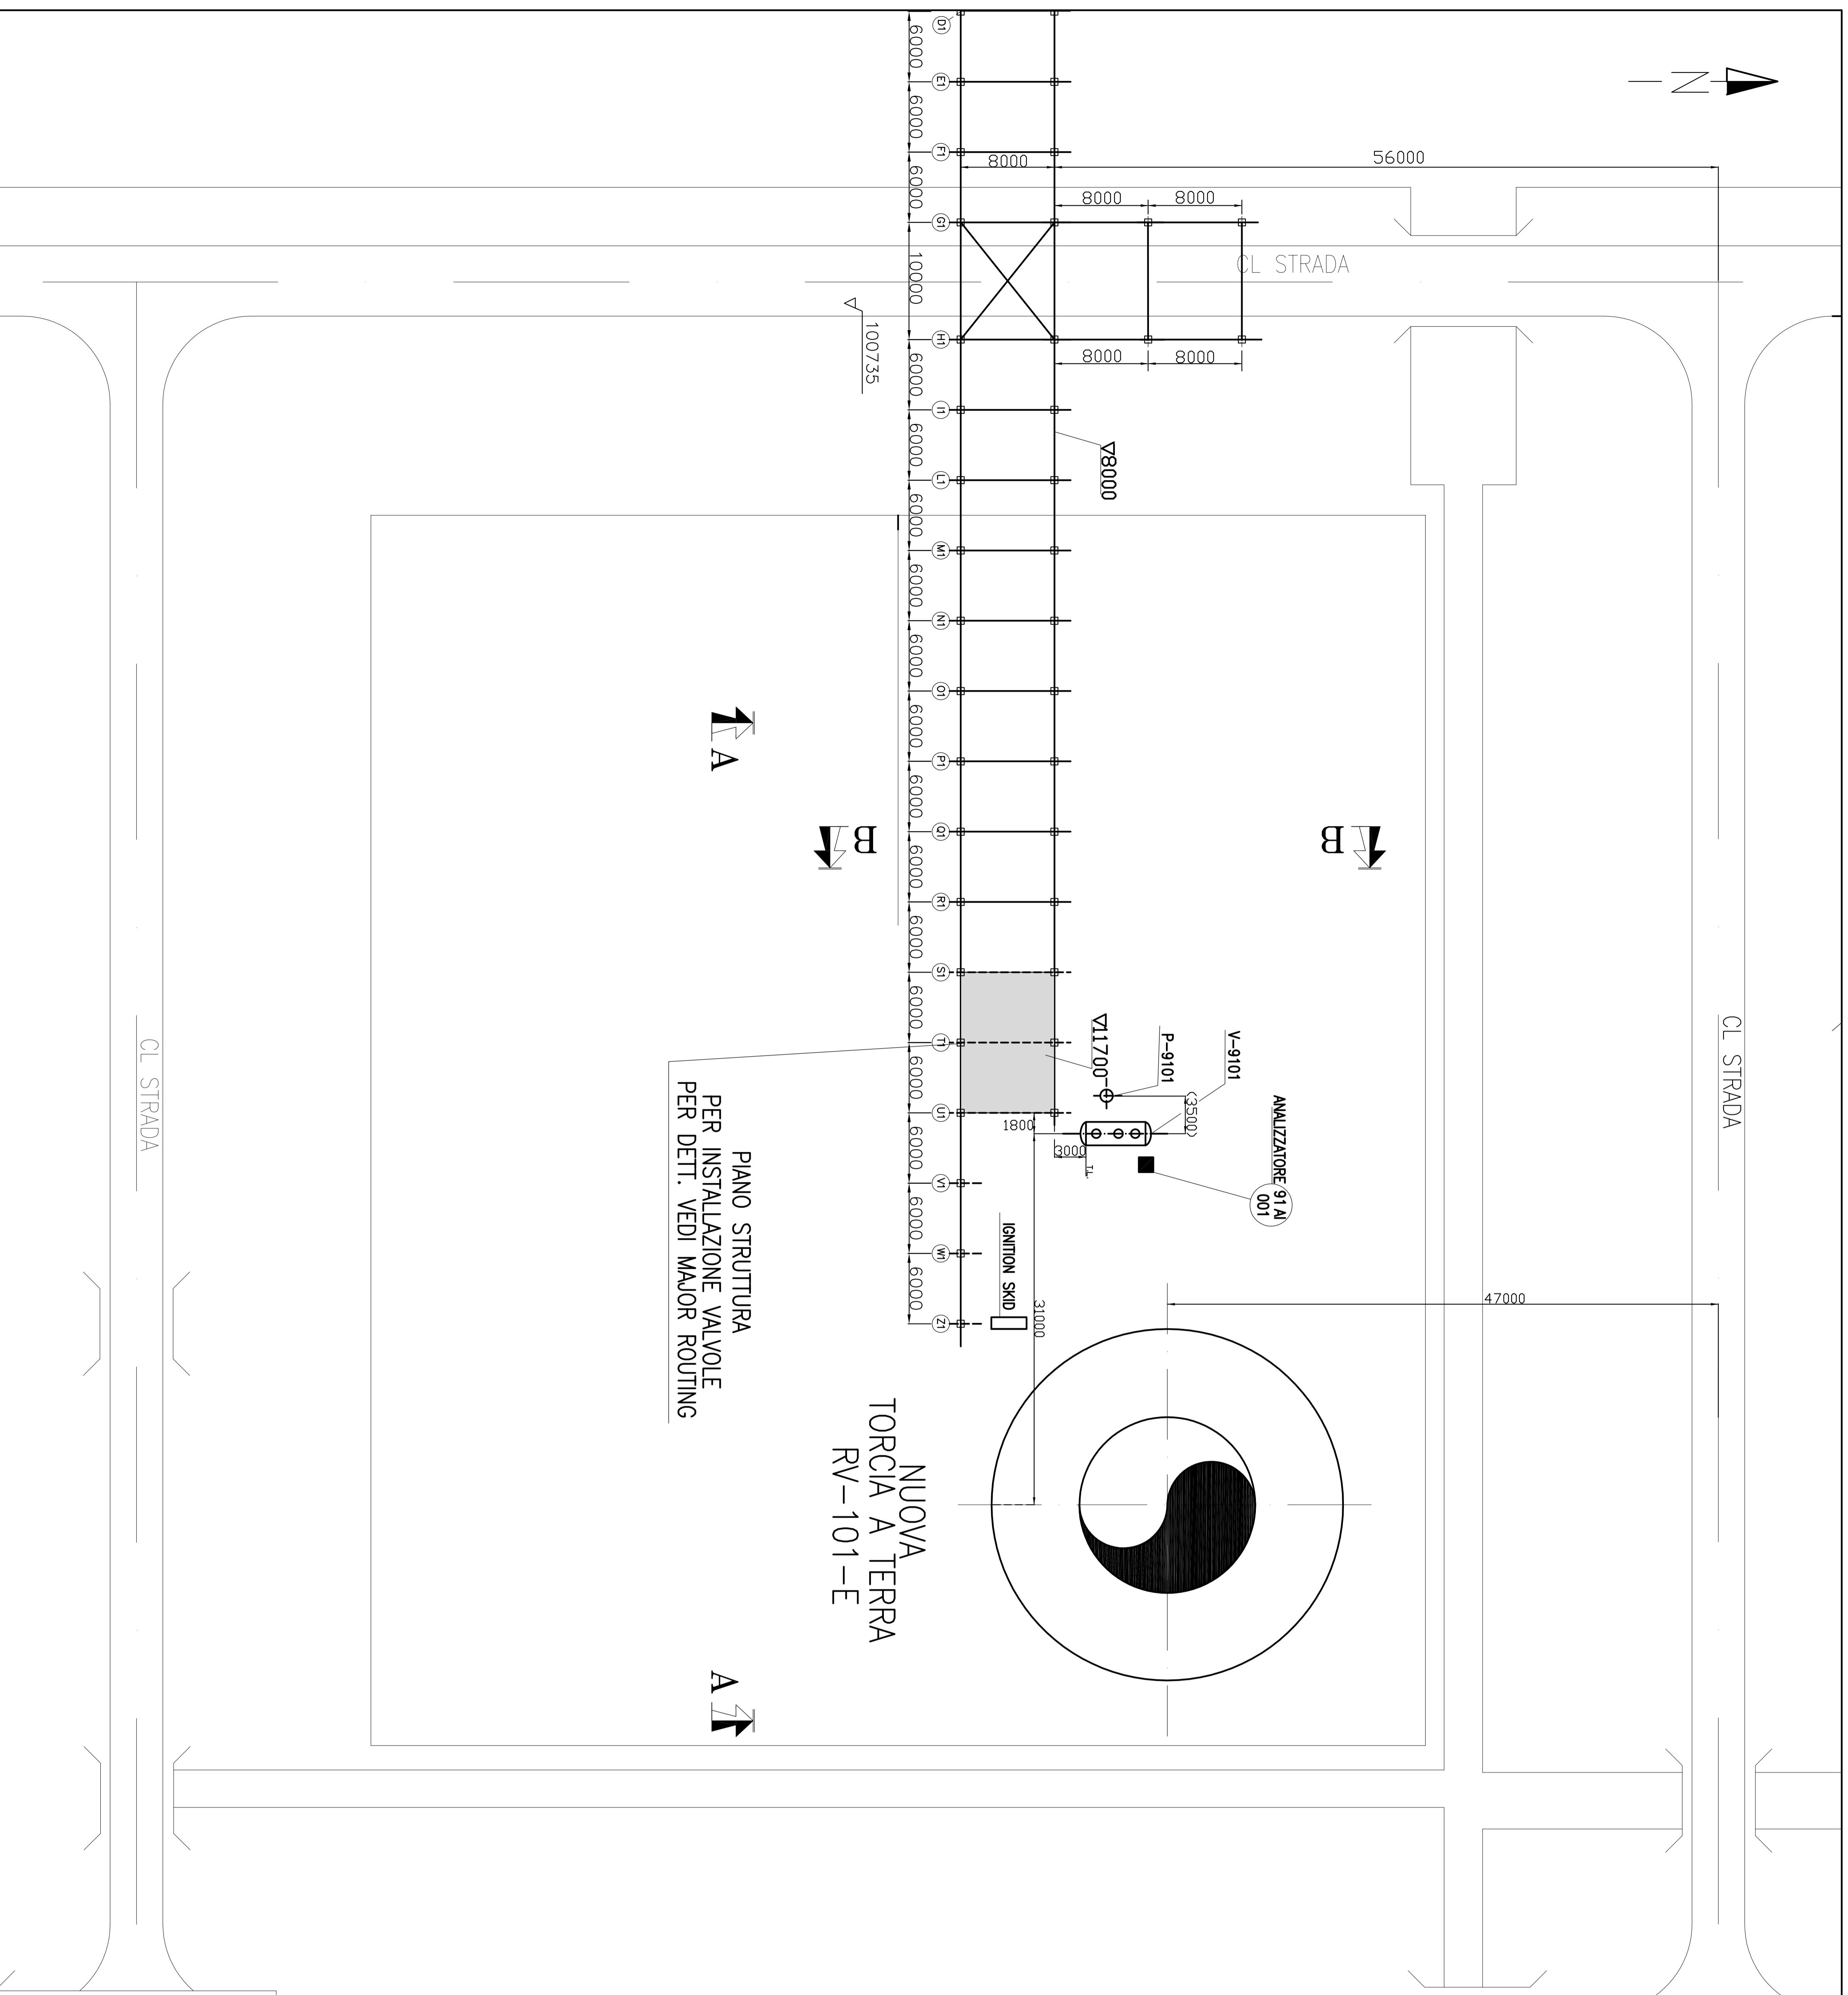 N
D1
6000
E1
6000
F1
6000
G1
10000
H1
6000
I1
6000
L1
6000
M1
6000
N1
6000
O1
6000
P1
6000
Q1
6000
R1
6000
S1
6000
T1
6000
U1
6000
V1
6000
W1
6000
Z1
8000
56000
8000
8000
8000
8000
CL STRADA
100735
8000
A
B
B
11700
P-9101
V-9101
(3500)
1800
3000
T.L.
ANALIZZATORE
91 AI
001
IGNITION SKID
31000
47000
CL STRADA
CL STRADA
PIANO STRUTTURA
PER INSTALLAZIONE VALVOLE
PER DETT. VEDI MAJOR ROUTING
NUOVA
TORCIA A TERRA
RV-101-E
A